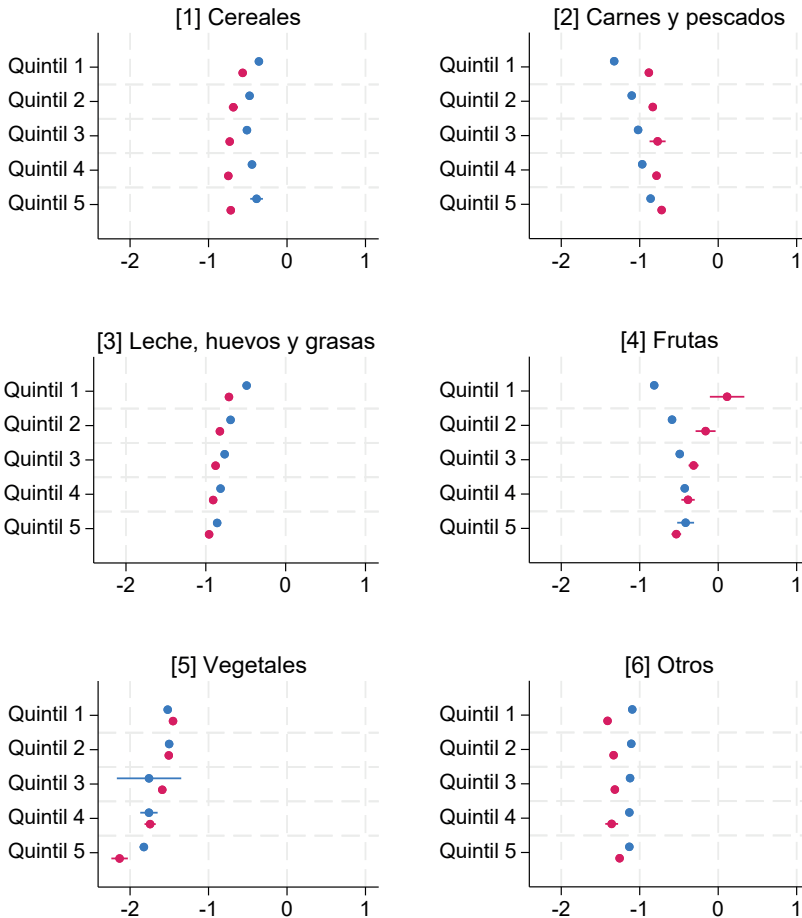 [1] Cereales
Quintil 1
Quintil 2
Quintil 3
Quintil 4
Quintil 5
-2 -1 0 1
[2] Carnes y pescados
Quintil 1
Quintil 2
Quintil 3
Quintil 4
Quintil 5
-2 -1 0 1
[3] Leche, huevos y grasas
Quintil 1
Quintil 2
Quintil 3
Quintil 4
Quintil 5
-2 -1 0 1
[4] Frutas
Quintil 1
Quintil 2
Quintil 3
Quintil 4
Quintil 5
-2 -1 0 1
[5] Vegetales
Quintil 1
Quintil 2
Quintil 3
Quintil 4
Quintil 5
-2 -1 0 1
[6] Otros
Quintil 1
Quintil 2
Quintil 3
Quintil 4
Quintil 5
-2 -1 0 1